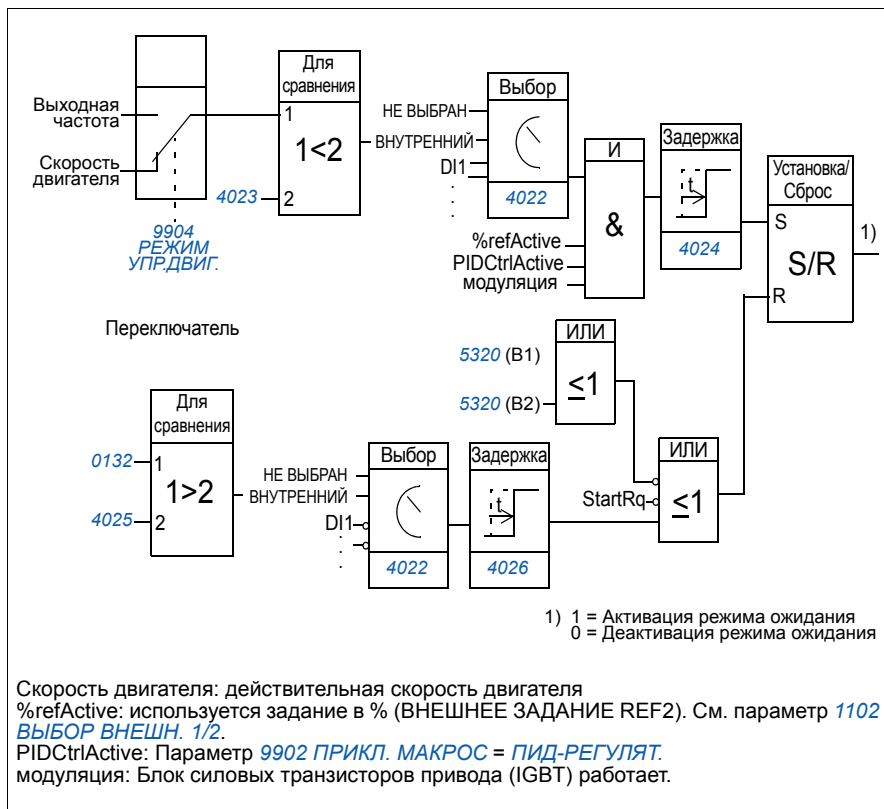 Для
сравнения
Выбор
Выходная
частота
НЕ ВЫБРАН
1
И
Задержка
Установка/
Сброс
1<2
ВНУТРЕННИЙ
DI1
Скорость
двигателя
t
4023
2
4022
&
S
1)
9904
РЕЖИМ
УПР.ДВИГ.
%refActive
PIDCtrlActive
модуляция
4024
S/R
R
Переключатель
ИЛИ
5320 (B1)
<1
5320 (B2)
Для
сравнения
Выбор
Задержка
ИЛИ
0132
1
НЕ ВЫБРАН
1>2
ВНУТРЕННИЙ
t
StartRq
<1
4025
2
DI1
4022
4026
1) 1 = Активация режима ожидания
0 = Деактивация режима ожидания
Скорость двигателя: действительная скорость двигателя
%refActive: используется задание в % (ВНЕШНЕЕ ЗАДАНИЕ REF2). См. параметр 1102
ВЫБОР ВНЕШН. 1/2.
PIDCtrlActive: Параметр 9902 ПРИКЛ. МАКРОС = ПИД-РЕГУЛЯТ.
модуляция: Блок силовых транзисторов привода (IGBT) работает.